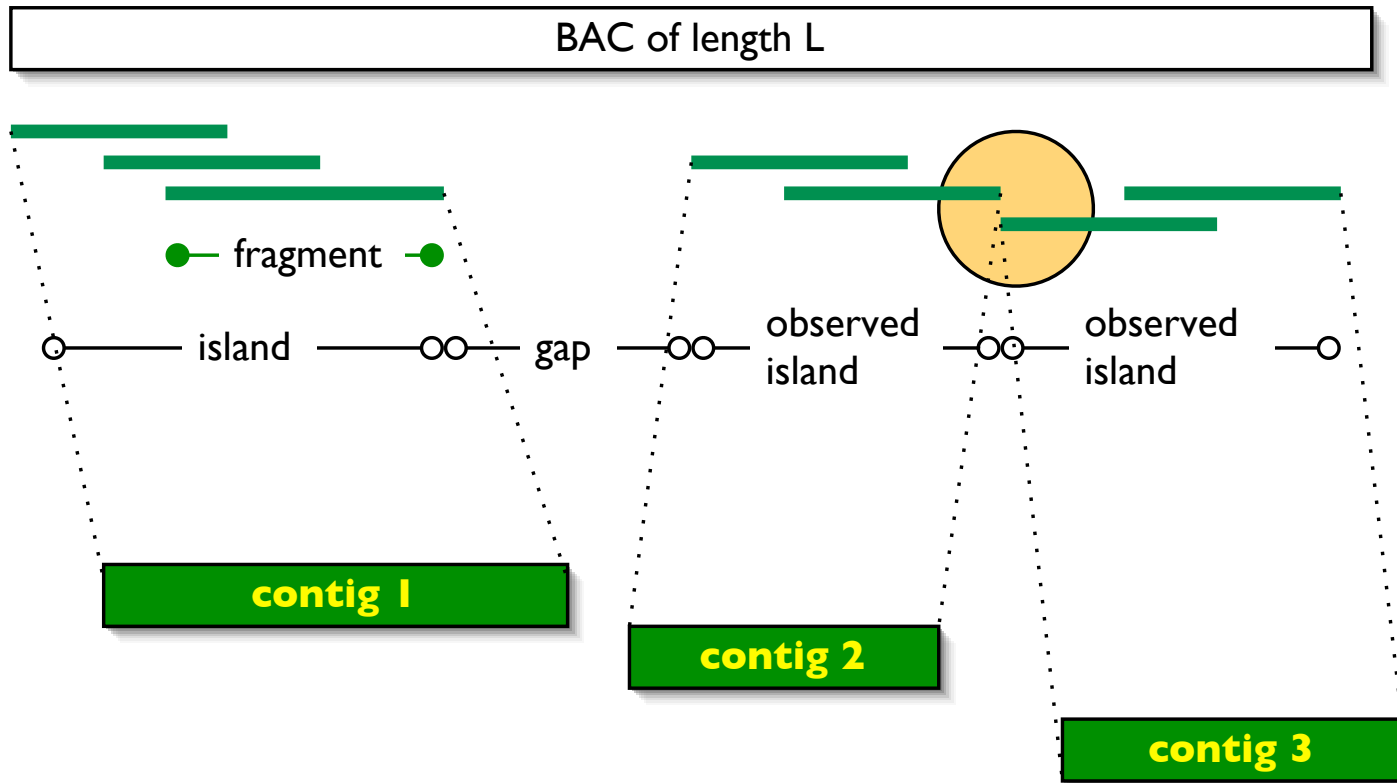 BAC of length L
fragment
island
gap
observed
island
observed
island
contig 1
contig 2
contig 3